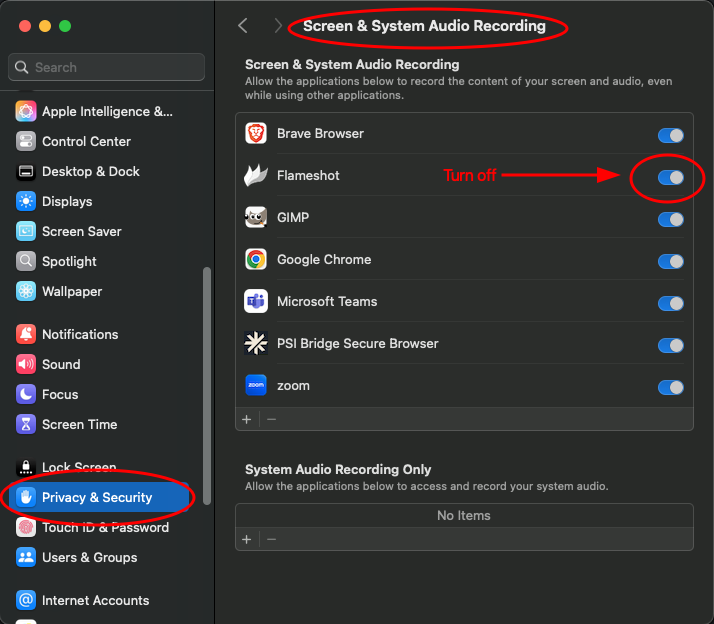 Screen & System Audio Recording
Search
Apple Intelligence &...
Control Center
Desktop & Dock
Displays
Screen Saver
Spotlight
Wallpaper
Notifications
Sound
Focus
Screen Time
Lock Screen
Privacy & Security
Touch ID & Password
Users & Groups
Internet Accounts
Screen & System Audio Recording
Allow the applications below to record the content of your screen and audio, even
while using other applications.
Brave Browser
Flameshot
Turn off
GIMP
Google Chrome
Microsoft Teams
PSI Bridge Secure Browser
zoom
zoom
+ −
System Audio Recording Only
Allow the applications below to access and record your system audio.
No Items
+ −